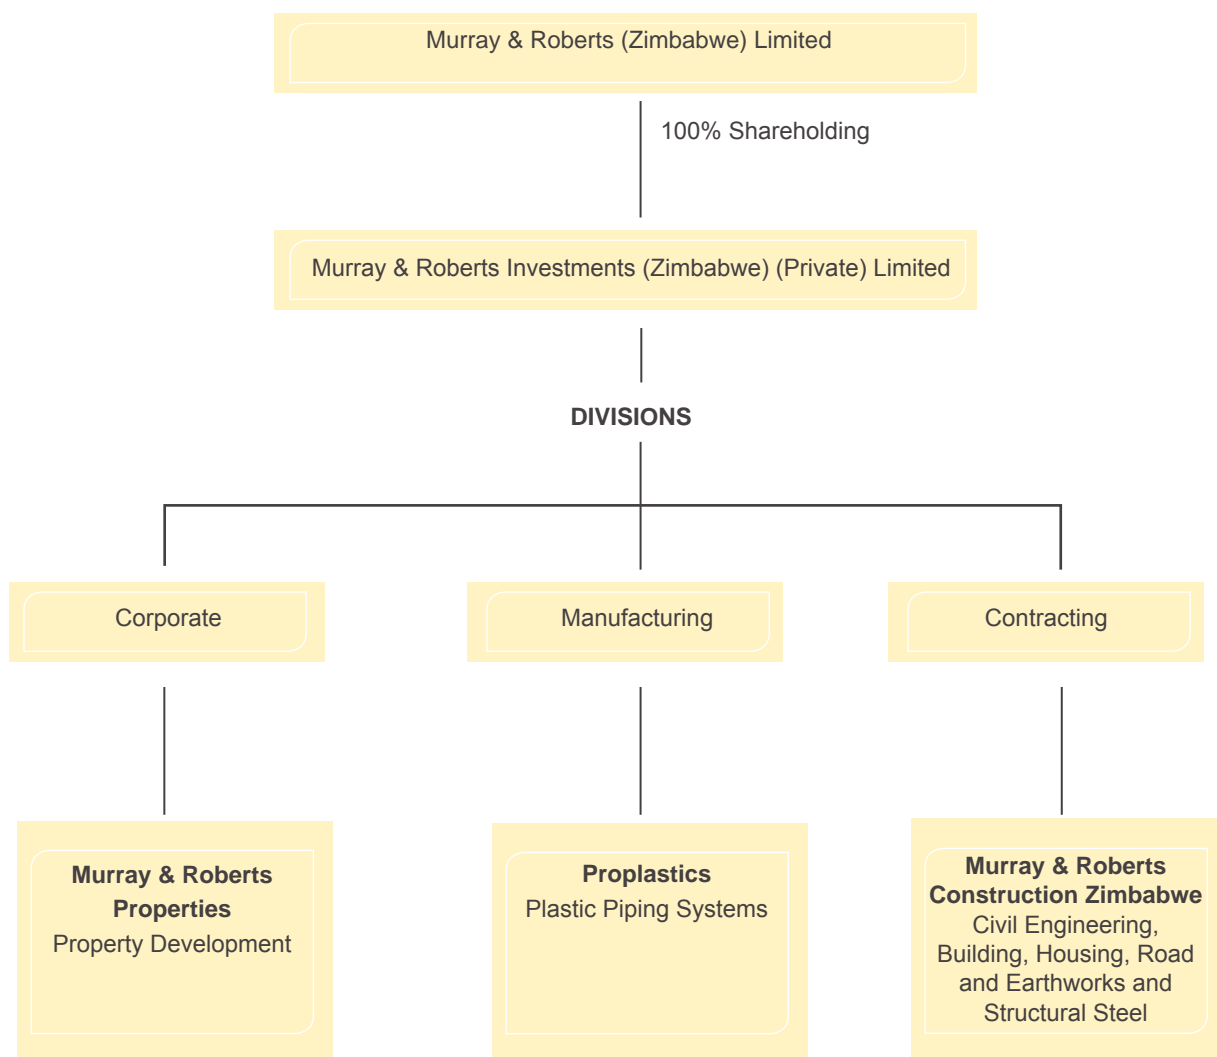 Murray & Roberts (Zimbabwe) Limited
100% Shareholding
Murray & Roberts Investments (Zimbabwe) (Private) Limited
DIVISIONS
Corporate
Manufacturing
Contracting
Murray & Roberts
Properties
Property Development
Proplastics
Plastic Piping Systems
Murray & Roberts
Construction Zimbabwe
Civil Engineering,
Building, Housing, Road
and Earthworks and
Structural Steel